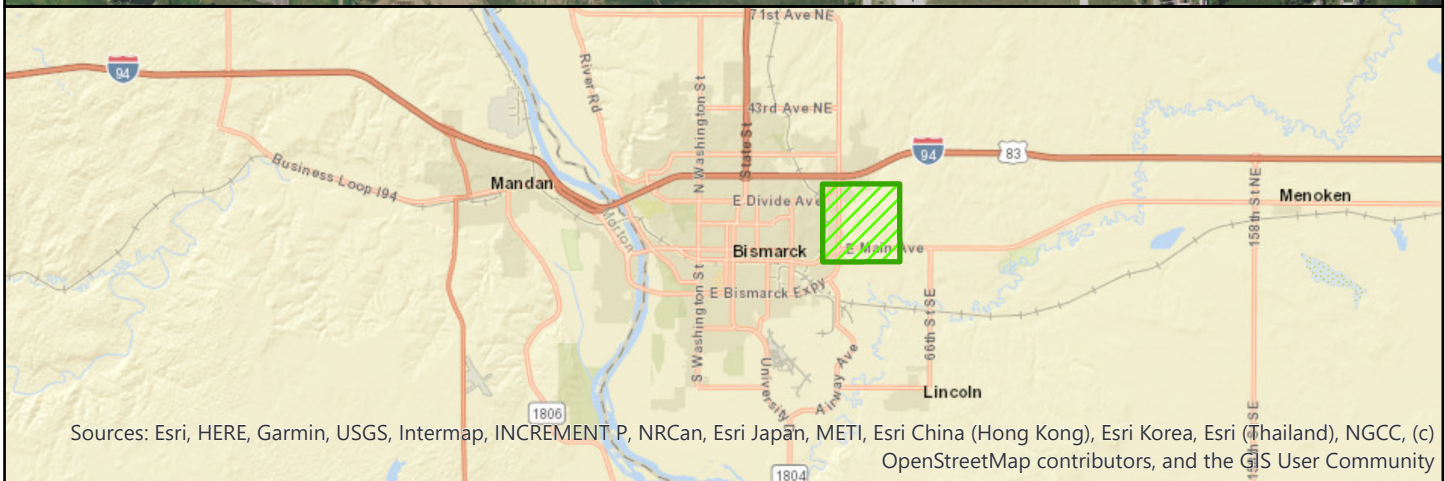 71st Ave NE
94
River Rd
N Washington St
State St
43rd Ave NE
94
83
Business Loop I94
Mandan
E Divide Ave
Menoken
158th St NE
Morton
Bismarck
E Main Ave
E Bismarck Expy
S Washington St
66th St SE
University
Airway Ave
Lincoln
1806
Sources: Esri, HERE, Garmin, USGS, Intermap, INCREMENT P, NRCan, Esri Japan, METI, Esri China (Hong Kong), Esri Korea, Esri (Thailand), NGCC, (c)
OpenStreetMap contributors, and the GIS User Community
1804